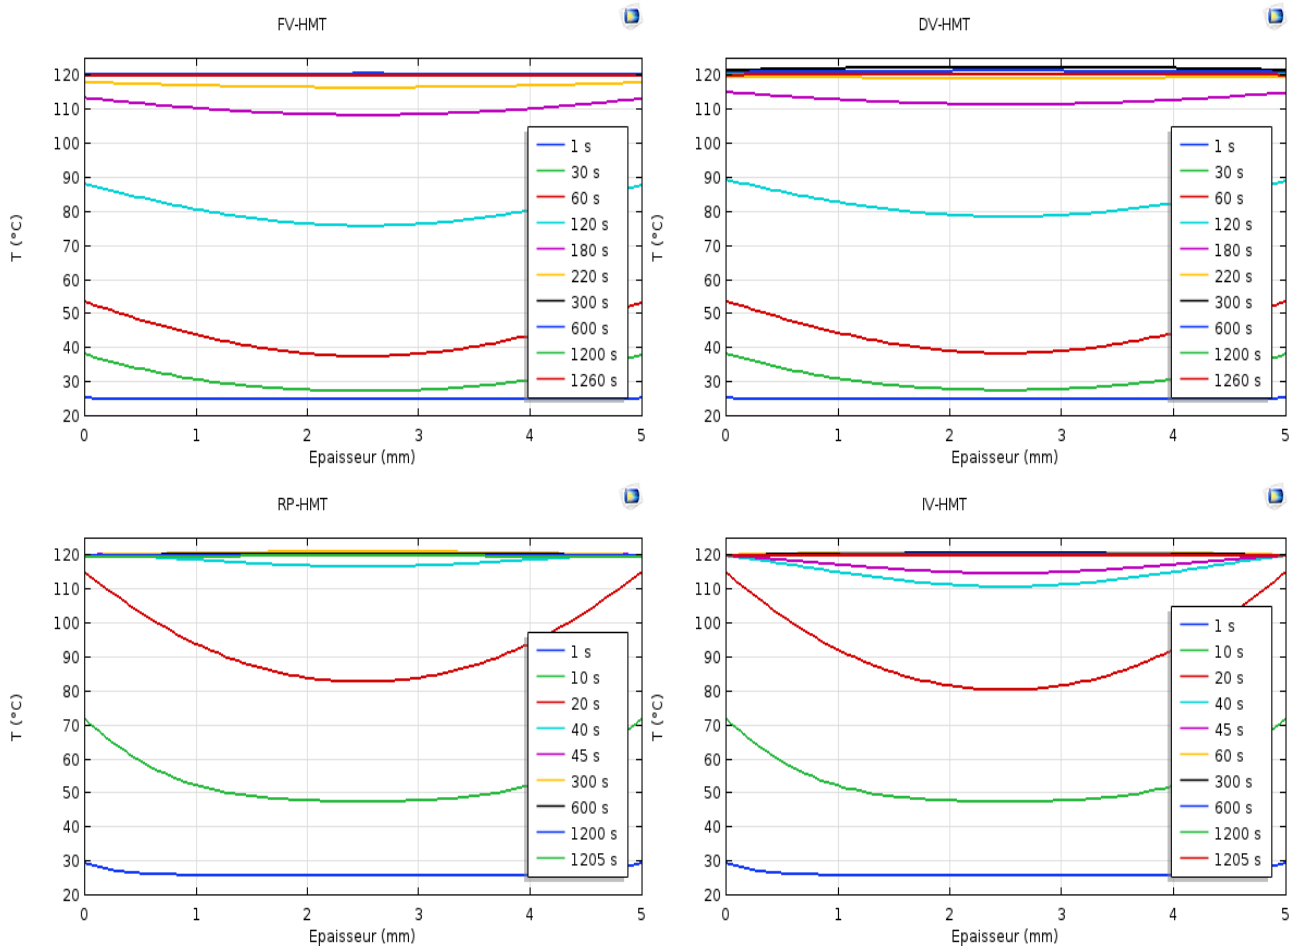 FV-HMT
T (°C)
120
110
100
90
80
70
60
50
40
30
20
0
1
2
3
4
5
Epaisseur (mm)
1 s
30 s
60 s
120 s
180 s
220 s
300 s
600 s
1200 s
1260 s
DV-HMT
T (°C)
120
110
100
90
80
70
60
50
40
30
20
0
1
2
3
4
5
Epaisseur (mm)
1 s
30 s
60 s
120 s
180 s
220 s
300 s
600 s
1200 s
1260 s
RP-HMT
T (°C)
120
110
100
90
80
70
60
50
40
30
20
0
1
2
3
4
5
Epaisseur (mm)
1 s
10 s
20 s
40 s
45 s
300 s
600 s
1200 s
1205 s
IV-HMT
T (°C)
120
110
100
90
80
70
60
50
40
30
20
0
1
2
3
4
5
Epaisseur (mm)
1 s
10 s
20 s
40 s
45 s
60 s
300 s
600 s
1200 s
1205 s